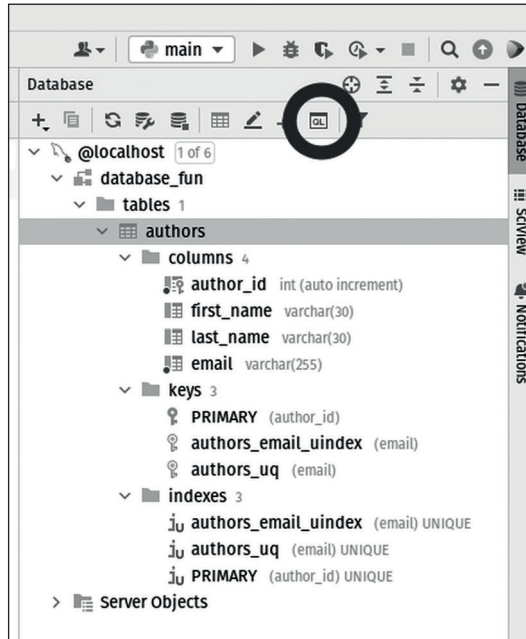 main
Database
QL
@localhost 1 of 6
database_fun
tables 1
authors
columns 4
author_id int (auto increment)
first_name varchar(30)
last_name varchar(30)
email varchar(255)
keys 3
PRIMARY (author_id)
authors_email_uindex (email)
authors_uq (email)
indexes 3
authors_email_uindex (email) UNIQUE
authors_uq (email) UNIQUE
PRIMARY (author_id) UNIQUE
Server Objects
Database
SciView
Notifications